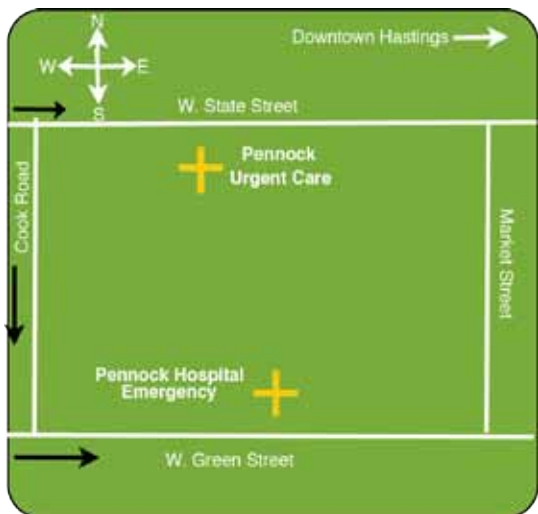 N
Downtown Hastings
W E
S
W. State Street
Pennock
Urgent Care
Cook Road
Market Street
Pennock Hospital
Emergency
W. Green Street